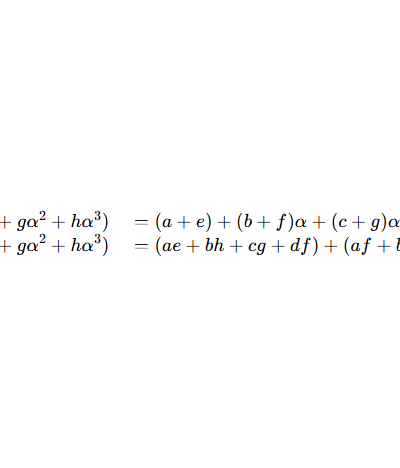 + gα² + hα³) = (a + e) + (b + f)α + (c + g)α
+ gα² + hα³) = (ae + bh + cg + df) + (af + b